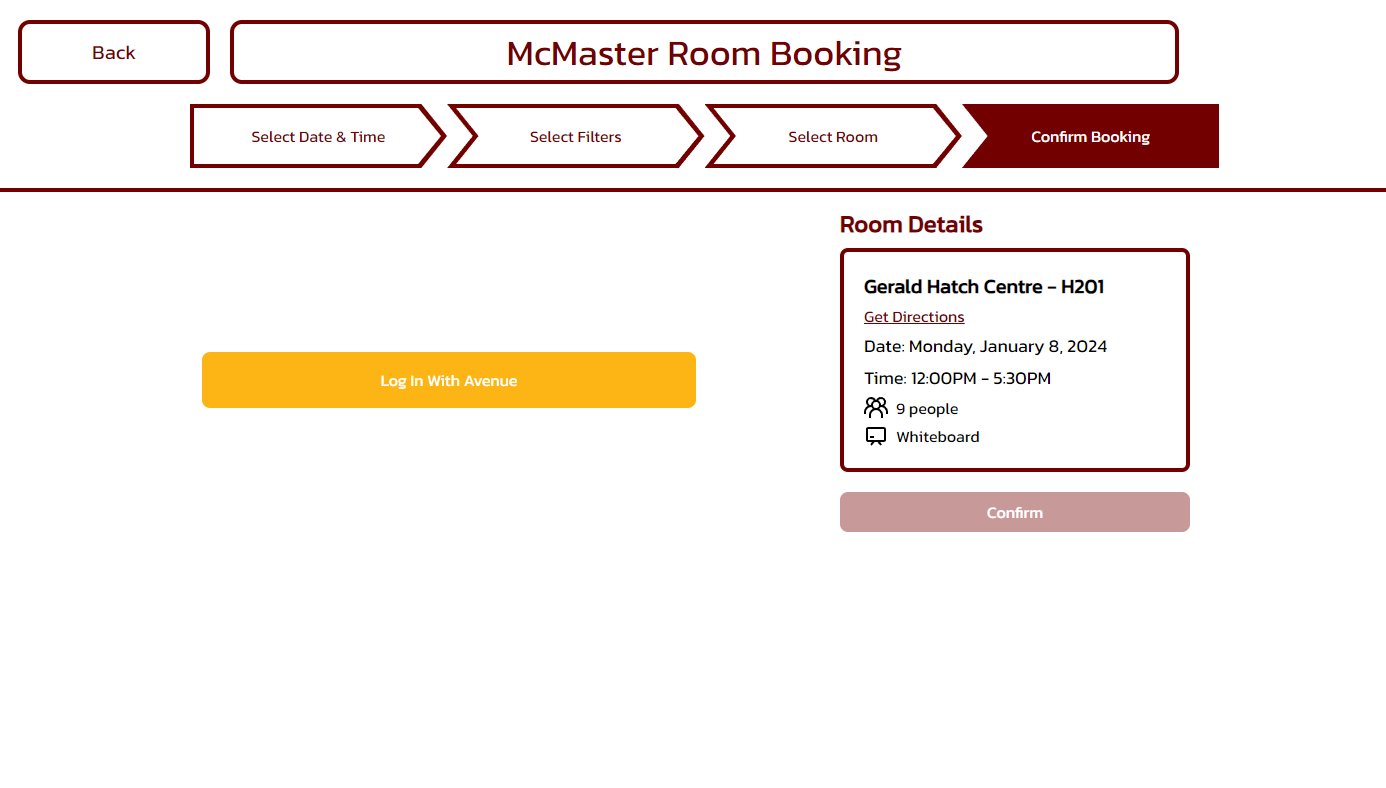 Back
McMaster Room Booking
Select Date & Time
Select Filters
Select Room
Confirm Booking
Room Details
Gerald Hatch Centre - H201
Get Directions
Date: Monday, January 8, 2024
Time: 12:00PM - 5:30PM
9 people
Whiteboard
Log In With Avenue
Confirm